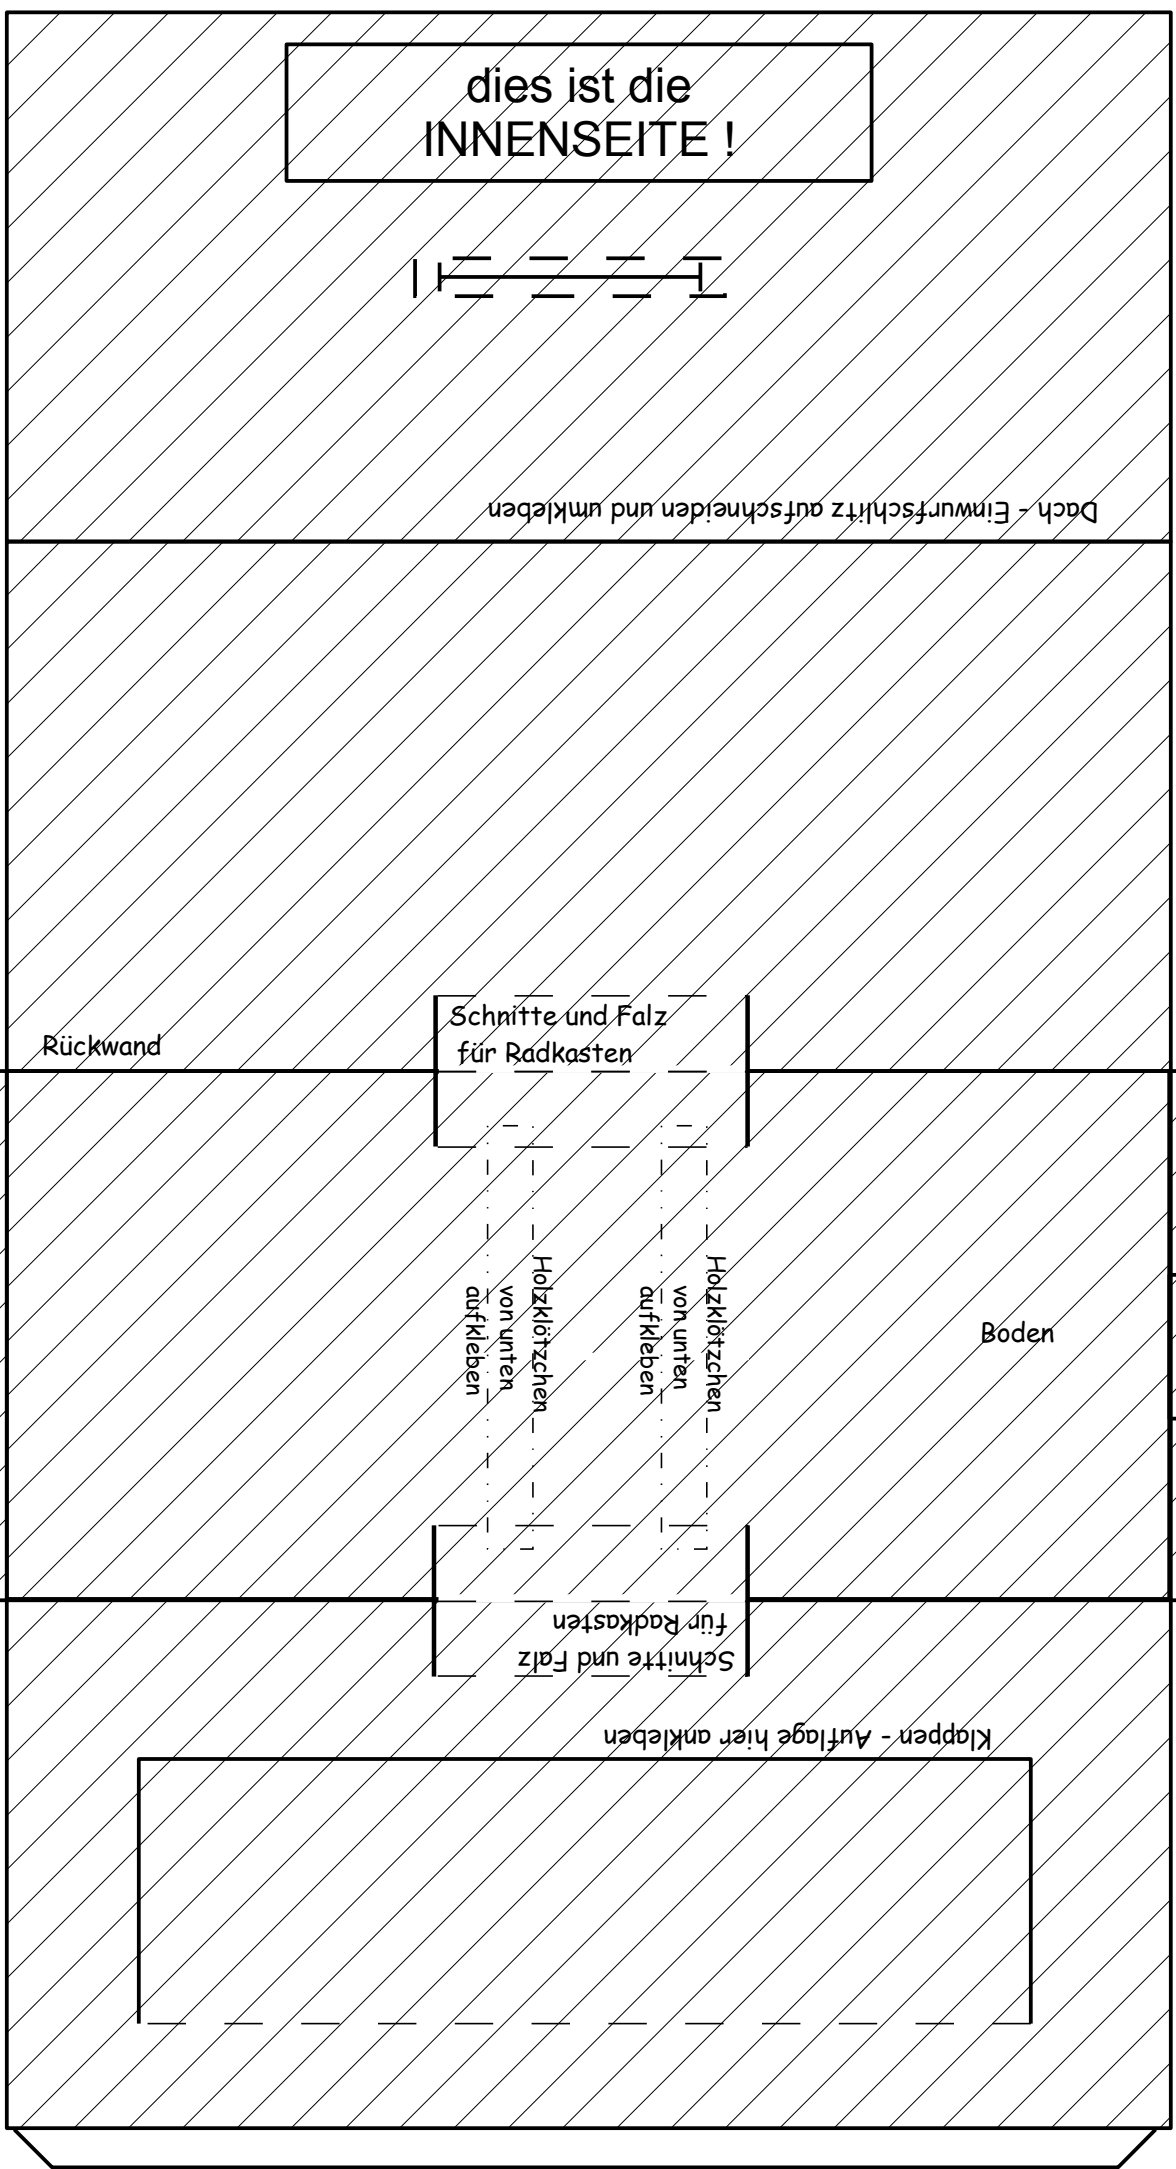 dies ist die
INNENSEITE !
Dach - Einwurfschlitz aufschneiden und umkleben
Schnitte und Falz
für Radkasten
Rückwand
Holzklötzchen
von unten
aufkleben
Holzklötzchen
von unten
aufkleben
Boden
Schnitte und Falz
für Radkasten
Klappen - Auflage hier ankleben